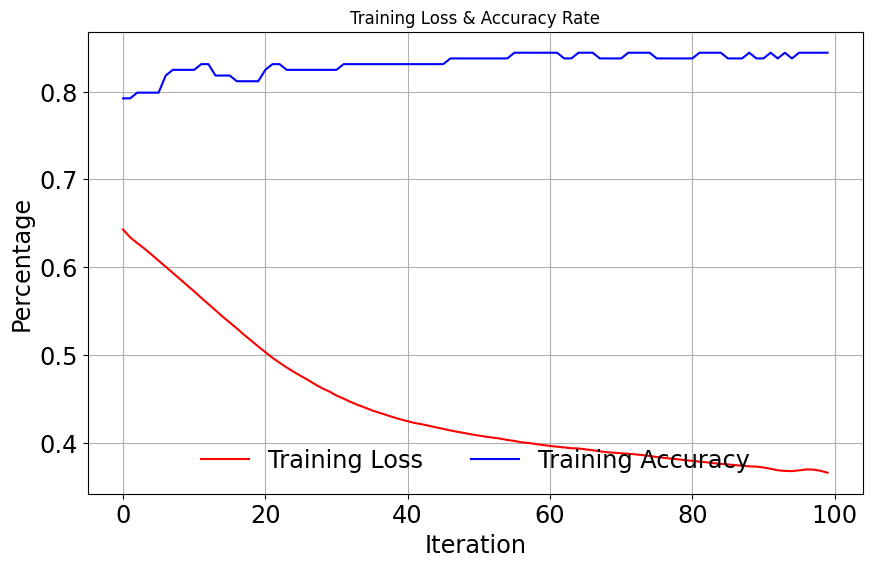 Training Loss & Accuracy Rate
Percentage
0.8
0.7
0.6
0.5
0.4
Training Loss Training Accuracy
0 20 40 60 80 100
Iteration